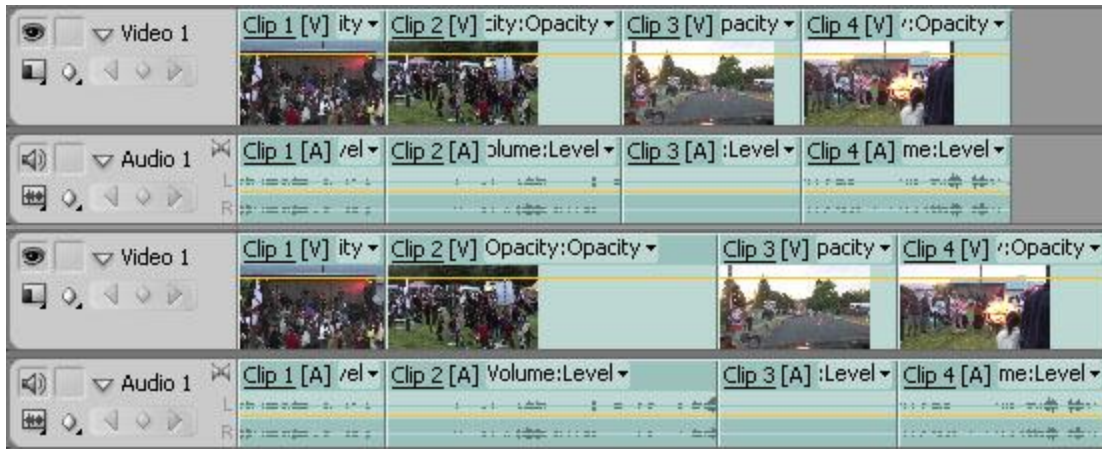 Video 1 Clip 1 [V] ity Clip 2 [V] :ity:Opacity Clip 3 [V] pacity Clip 4 [V] r:Opacity
Audio 1 Clip 1 [A] vel Clip 2 [A] olume:Level Clip 3 [A] :Level Clip 4 [A] me:Level
L
R
Video 1 Clip 1 [V] ity Clip 2 [V] Opacity:Opacity Clip 3 [V] pacity Clip 4 [V] r:Opacity
Audio 1 Clip 1 [A] vel Clip 2 [A] Volume:Level Clip 3 [A] :Level Clip 4 [A] me:Level
L
R